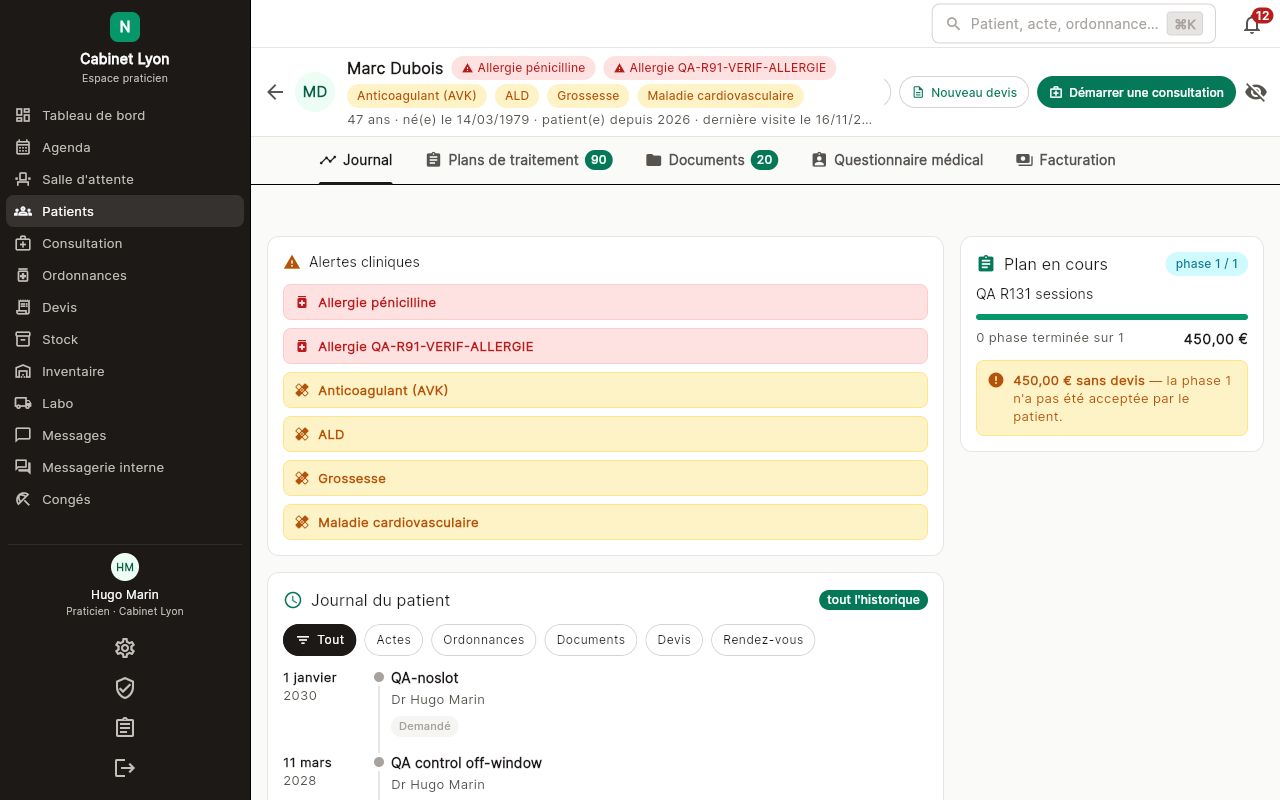 N
Cabinet Lyon
Espace praticien
Tableau de bord
Agenda
Salle d'attente
Patients
Consultation
Ordonnances
Devis
Stock
Inventaire
Labo
Messages
Messagerie interne
Congés
HM
Hugo Marin
Praticien · Cabinet Lyon
Patient, acte, ordonnance... ⌘K
12
MD
Marc Dubois
Allergie pénicilline
Allergie QA-R91-VERIF-ALLERGIE
Anticoagulant (AVK)
ALD
Grossesse
Maladie cardiovasculaire
47 ans · né(e) le 14/03/1979 · patient(e) depuis 2026 · dernière visite le 16/11/2...
Nouveau devis
Démarrer une consultation
Journal
Plans de traitement 90
Documents 20
Questionnaire médical
Facturation
Alertes cliniques
Allergie pénicilline
Allergie QA-R91-VERIF-ALLERGIE
Anticoagulant (AVK)
ALD
Grossesse
Maladie cardiovasculaire
Plan en cours
phase 1 / 1
QA R131 sessions
0 phase terminée sur 1
450,00 €
450,00 € sans devis — la phase 1
n'a pas été acceptée par le
patient.
Journal du patient
tout l'historique
Tout
Actes
Ordonnances
Documents
Devis
Rendez-vous
1 janvier
2030
QA-noslot
Dr Hugo Marin
Demandé
11 mars
2028
QA control off-window
Dr Hugo Marin